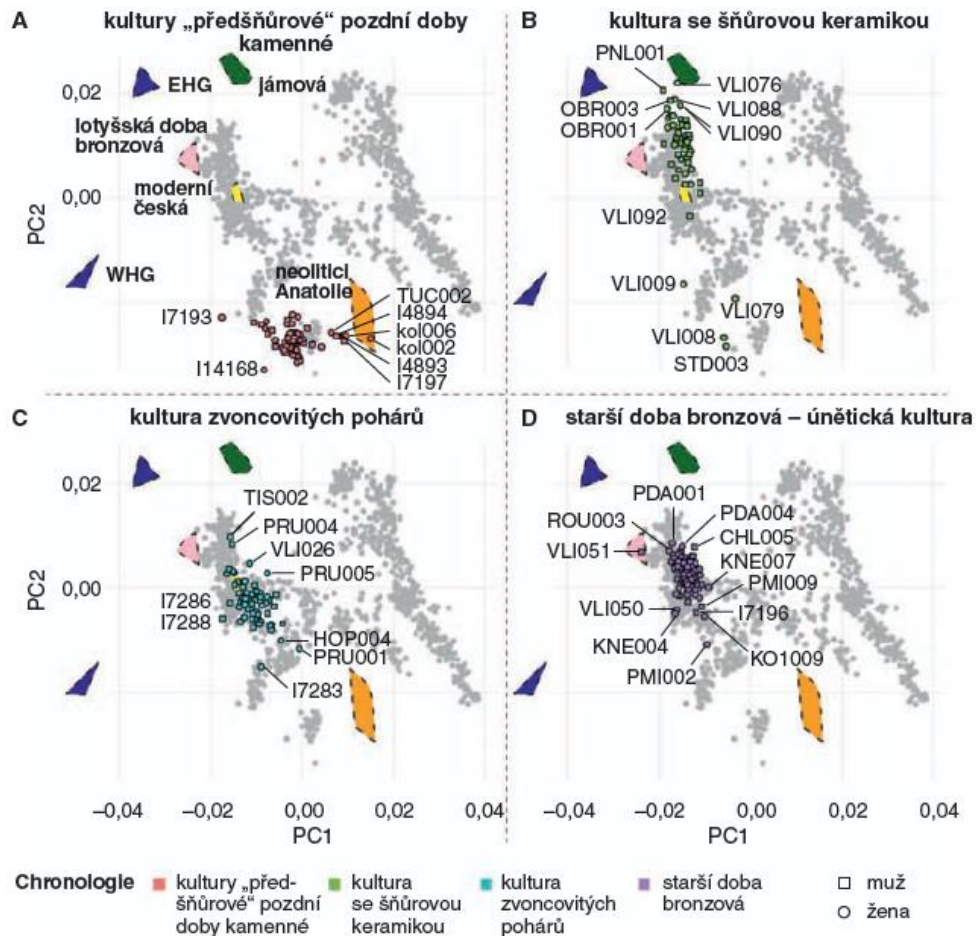 A
kultury „předšňůrové“ pozdní doby
kamenné
0,02
EHG
jámová
lotyšská doba
bronzová
0,00
moderní
česká
PC2
WHG
neolitici
Anatolie
TUC002
I4894
kol006
kol002
I4893
I7197
I7193
I14168
B
kultura se šňůrovou keramikou
PNL001
VLI076
OBR003
VLI088
OBR001
VLI090
VLI092
VLI009
VLI079
VLI008
STD003
C
kultura zvoncovitých pohárů
0,02
TIS002
PRU004
VLI026
PRU005
0,00
PC2
I7286
I7288
HOP004
PRU001
I7283
–0,04
–0,02
0,00
0,02
0,04
PC1
D
starší doba bronzová – únětická kultura
PDA001
ROU003
PDA004
VLI051
CHL005
KNE007
PMI009
VLI050
I7196
KNE004
KO1009
PMI002
–0,04
–0,02
0,00
0,02
0,04
PC1
Chronologie
kultury „před-
šňůrové“ pozdní
doby kamenné
kultura
se šňůrovou
keramikou
kultura
zvoncovitých
pohárů
starší doba
bronzová
muž
žena